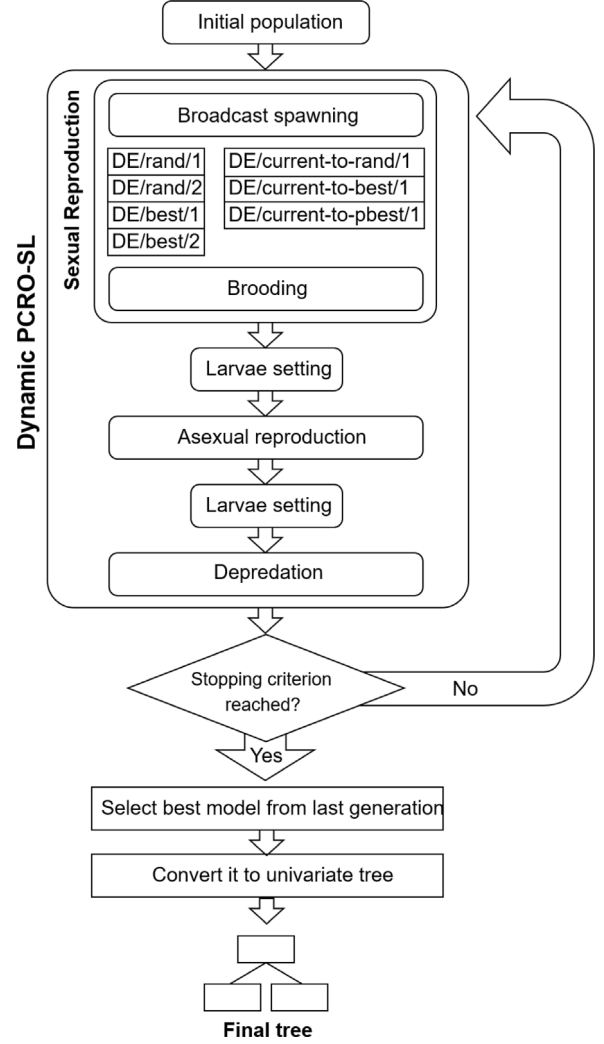 Initial population
Dynamic PCRO-SL
Sexual Reproduction
Broadcast spawning
DE/rand/1
DE/rand/2
DE/best/1
DE/best/2
DE/current-to-rand/1
DE/current-to-best/1
DE/current-to-pbest/1
Brooding
Larvae setting
Asexual reproduction
Larvae setting
Depredation
Stopping criterion
reached?
No
Yes
Select best model from last generation
Convert it to univariate tree
Final tree